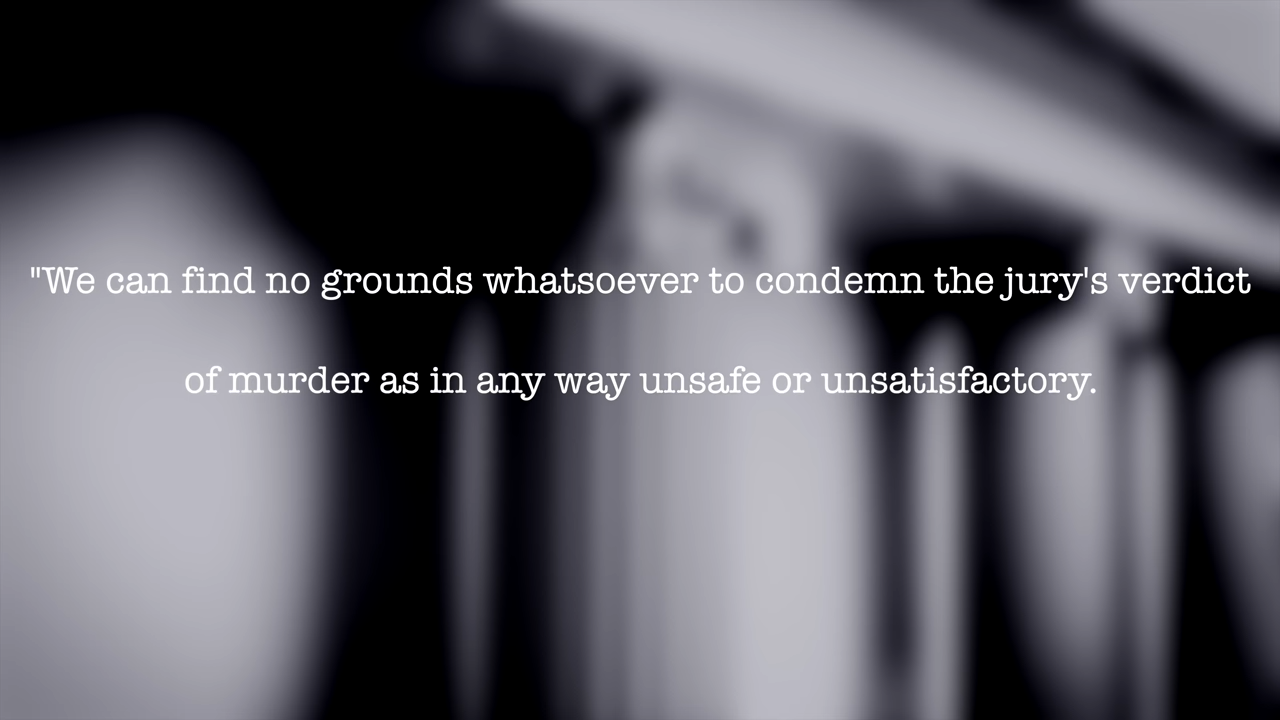 "We can find no grounds whatsoever to condemn the jury's verdict
of murder as in any way unsafe or unsatisfactory.